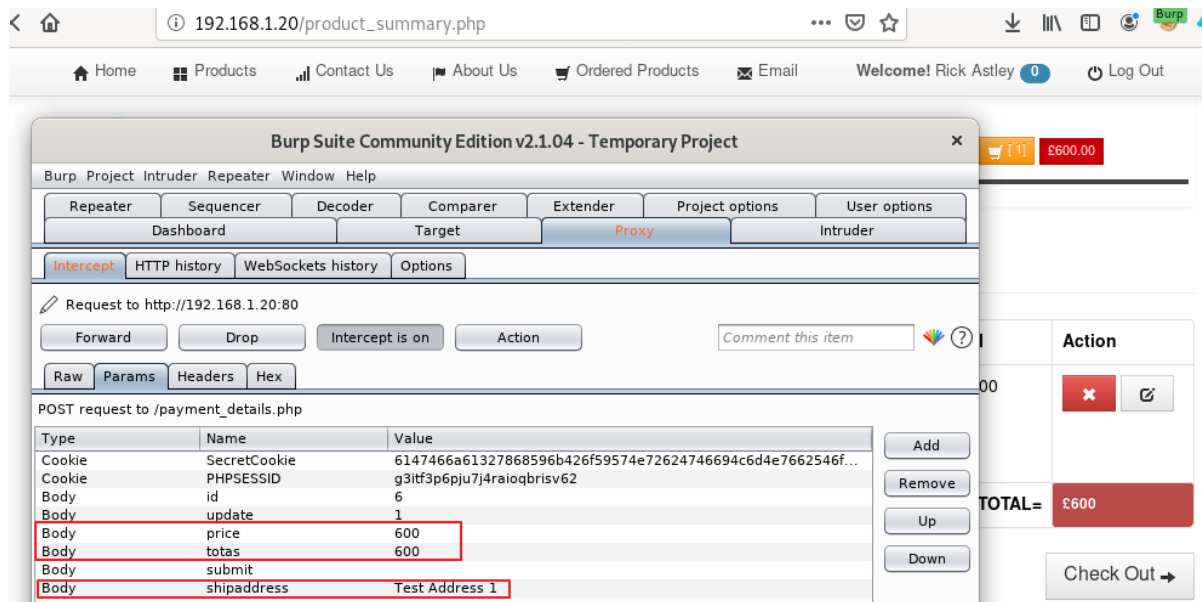 192.168.1.20/product_summary.php
Burp
Home Products Contact Us About Us Ordered Products Email Welcome! Rick Astley 0 Log Out
Burp Suite Community Edition v2.1.04 - Temporary Project
[ 1] £600.00
Burp Project Intruder Repeater Window Help
Repeater Sequencer Decoder Comparer Extender Project options User options
Dashboard Target Proxy Intruder
Intercept HTTP history WebSockets history Options
Request to http://192.168.1.20:80
Forward Drop Intercept is on Action Comment this item ?
Action
Raw Params Headers Hex
00
POST request to /payment_details.php
Type Name Value
Add
Cookie SecretCookie 6147466a61327868596b426f59574e72624746694c6d4e7662546f...
Cookie PHPSESSID g3itf3p6pju7j4raioqbrisv62
Remove
Body id 6
Body update 1
TOTAL= £600
Up
Body price 600
Body totas 600
Down
Body submit
Body shipaddress Test Address 1
Check Out